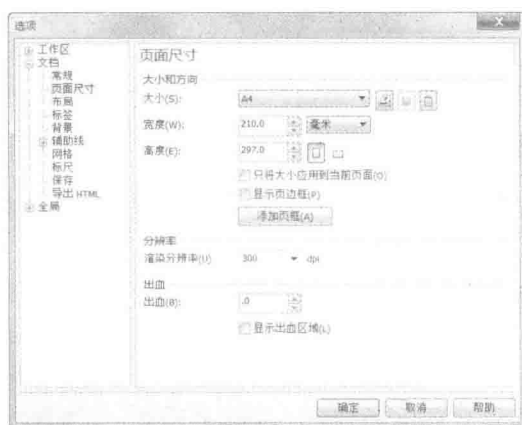 选项
工作区
文档
常规
页面尺寸
布局
标签
背景
辅助线
网格
标尺
保存
导出 HTML
全局
页面尺寸
大小和方向
大小(S): A4
宽度(W): 210.0 毫米
高度(E): 297.0
只将大小应用到当前页面(O)
显示页边框(P)
添加页框(A)
分辨率
渲染分辨率(U) 300 dpi
出血
出血(B): .0
显示出血区域(L)
确定 取消 帮助